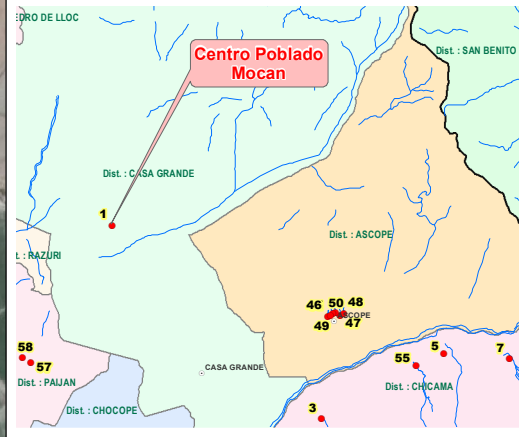 EDRO DE LLOC
Centro Poblado
Mocan
Dist. : SAN BENITO
Dist. : CASA GRANDE
1
Dist. : ASCOPE
: RAZURI
46
50
48
ASCOPE
49
47
58
57
CASA GRANDE
5
7
55
Dist. : PAIJAN
Dist. : CHICAMA
Dist. : CHOCOPE
3